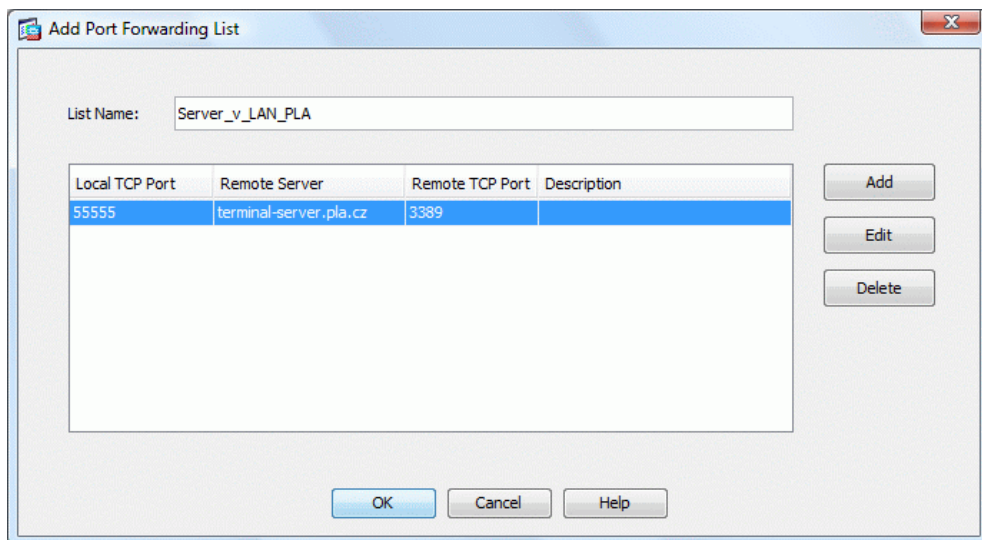 Add Port Forwarding List
List Name: Server_v_LAN_PLA
Local TCP Port Remote Server Remote TCP Port Description
55555 terminal-server.pla.cz 3389
Add
Edit
Delete
OK Cancel Help